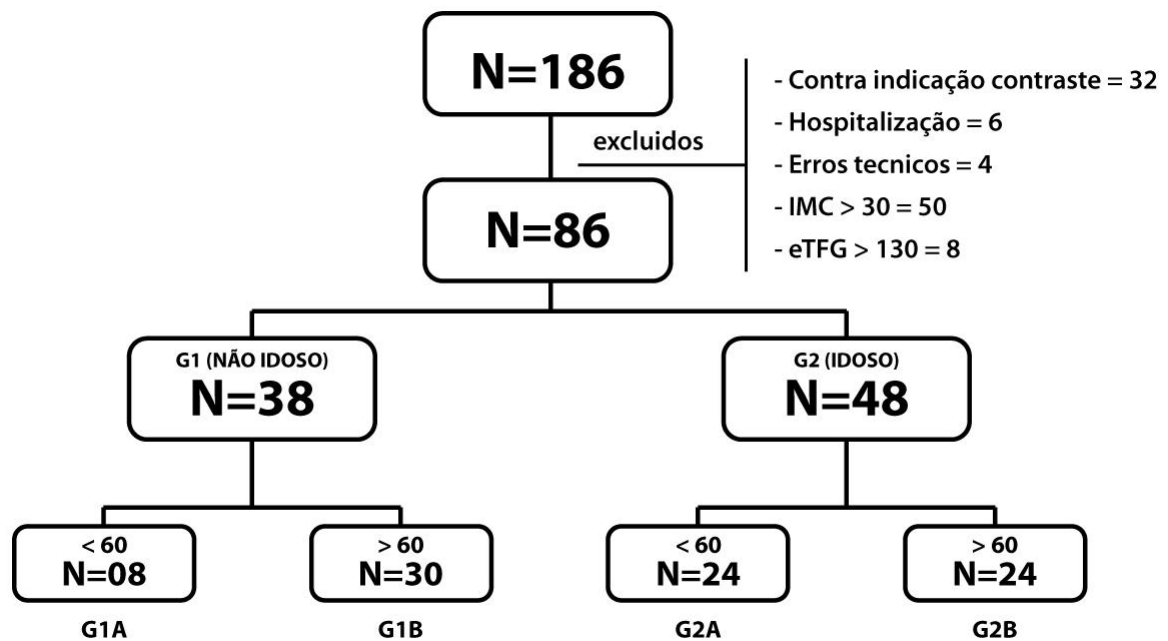 N=186
excluidos
- Contra indicação contraste = 32
- Hospitalização = 6
- Erros tecnicos = 4
- IMC > 30 = 50
- eTFG > 130 = 8
N=86
G1 (NÃO IDOSO)
N=38
G2 (IDOSO)
N=48
< 60
N=08
G1A
> 60
N=30
G1B
< 60
N=24
G2A
> 60
N=24
G2B